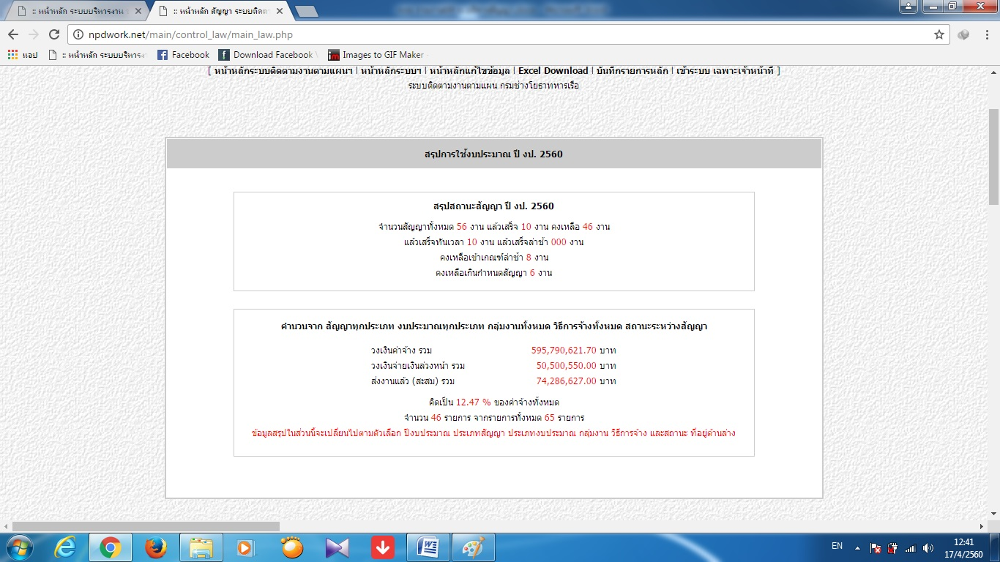 :: หน้าหลัก ระบบบริหารงาน
:: หน้าหลัก สัญญา ระบบติดตา
npdwork.net/main/control_law/main_law.php
แอป :: หน้าหลัก ระบบบริหารงา Facebook Download Facebook Images to GIF Maker
[ หน้าหลักระบบติดตามงานตามแผนฯ | หน้าหลักระบบฯ | หน้าหลักแก้ไขข้อมูล | Excel Download | บันทึกรายการหลัก | เข้าระบบ เฉพาะเจ้าหน้าที่ ]
ระบบติดตามงานตามแผน กรมช่างโยธาทหารเรือ
สรุปการใช้งบประมาณ ปี งป. 2560
สรุปสถานะสัญญา ปี งป. 2560
จำนวนสัญญาทั้งหมด 56 งาน แล้วเสร็จ 10 งาน คงเหลือ 46 งาน
แล้วเสร็จทันเวลา 10 งาน แล้วเสร็จล่าช้า 000 งาน
คงเหลือเข้าเกณฑ์ล่าช้า 8 งาน
คงเหลือเกินกำหนดสัญญา 6 งาน
คำนวนจาก สัญญาทุกประเภท งบประมาณทุกประเภท กลุ่มงานทั้งหมด วิธีการจ้างทั้งหมด สถานะระหว่างสัญญา
วงเงินค่าจ้าง รวม 595,790,621.70 บาท
วงเงินจ่ายเงินล่วงหน้า รวม 50,500,550.00 บาท
ส่งงานแล้ว (สะสม) รวม 74,286,627.00 บาท
คิดเป็น 12.47 % ของค่าจ้างทั้งหมด
จำนวน 46 รายการ จากรายการทั้งหมด 65 รายการ
ข้อมูลสรุปในส่วนนี้จะเปลี่ยนไปตามตัวเลือก ปีงบประมาณ ประเภทสัญญา ประเภทงบประมาณ กลุ่มงาน วิธีการจ้าง และสถานะ ที่อยู่ด้านล่าง
EN
12:41
17/4/2560